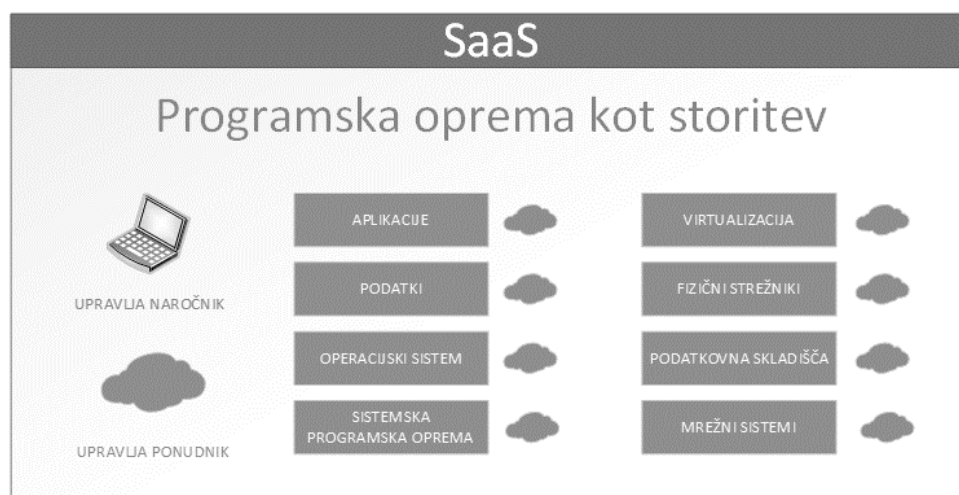 SaaS
Programska oprema kot storitev
UPRAVLJA NAROČNIK
UPRAVLJA PONUDNIK
APLIKACIJE
PODATKI
OPERACIJSKI SISTEM
SISTEMSKA
PROGRAMSKA OPREMA
VIRTUALIZACIJA
FIZIČNI STREŽNIKI
PODATKOVNA SKLADIŠČA
MREŽNI SISTEMI